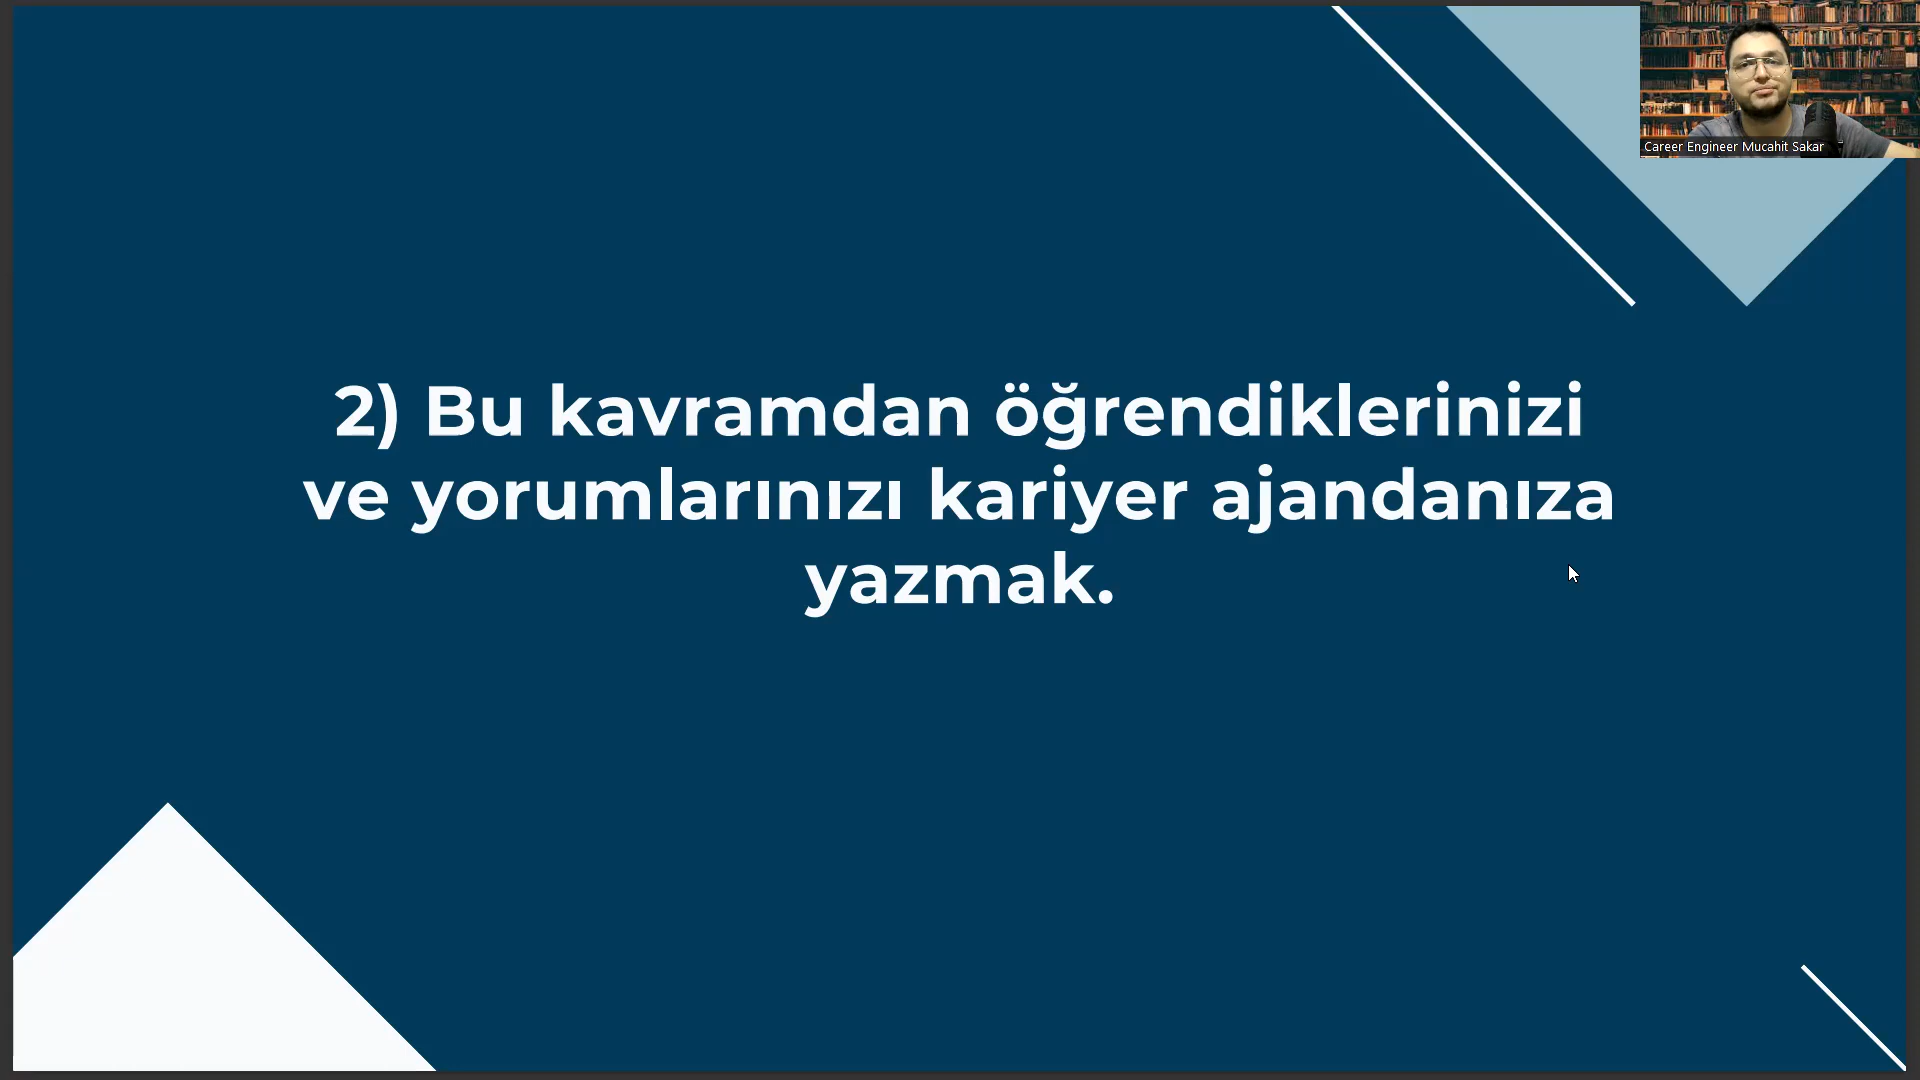 Career Engineer Mucahit Sakar
2) Bu kavramdan öğrendiklerinizi
ve yorumlarınızı kariyer ajandanıza
yazmak.